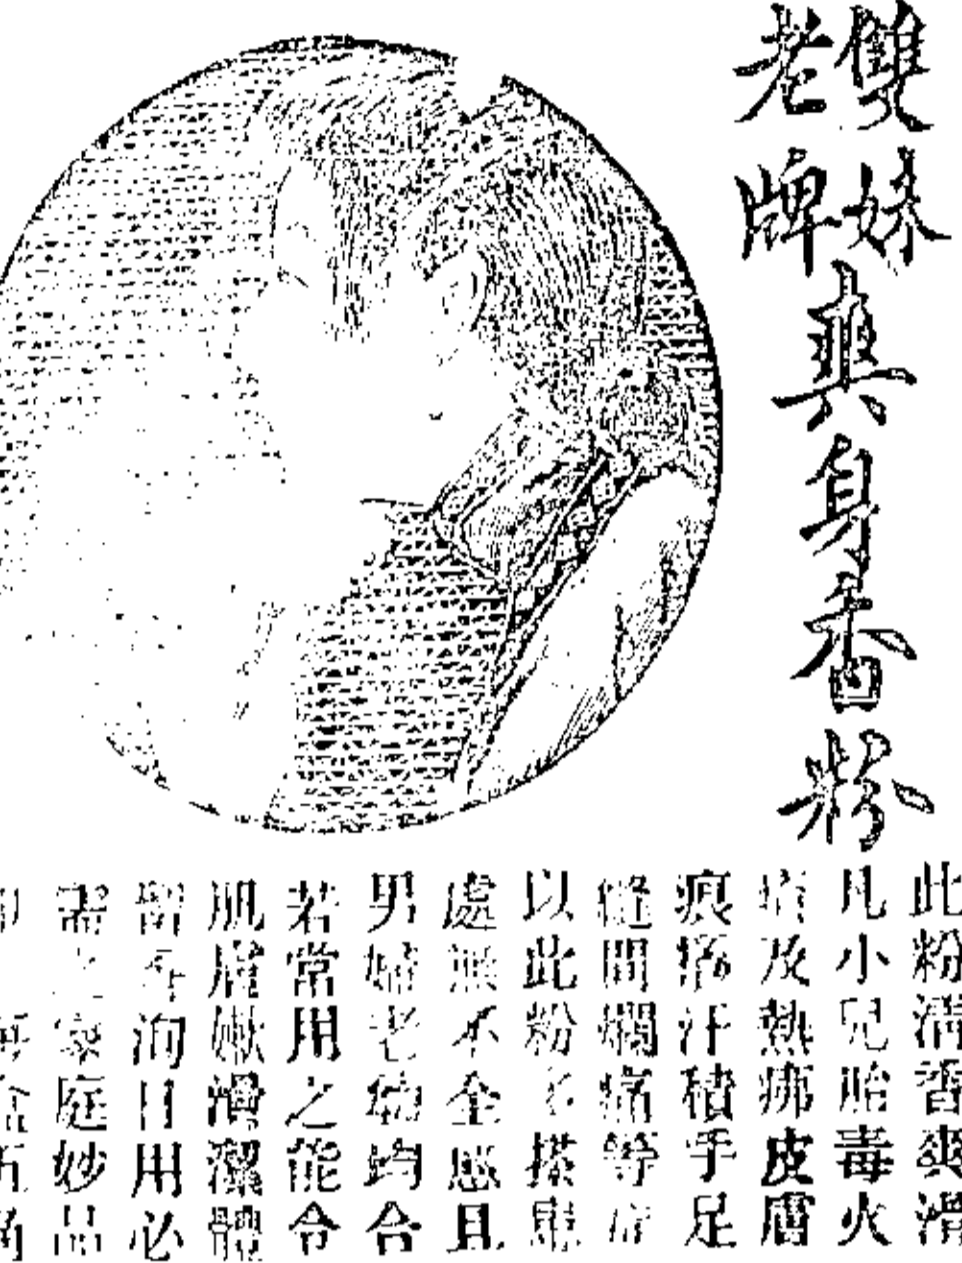 雙妹
老牌
爽身香粉
此粉清香爽滑
凡小兒胎毒火
及熱痱皮膚
痕癢汗積手足
縫間爛痛等
以此粉搽患
處無不全愈且
男婦老幼均合
若常用之能令
肌膚嫩滑潔體
留香洵日用必
需之家庭妙品